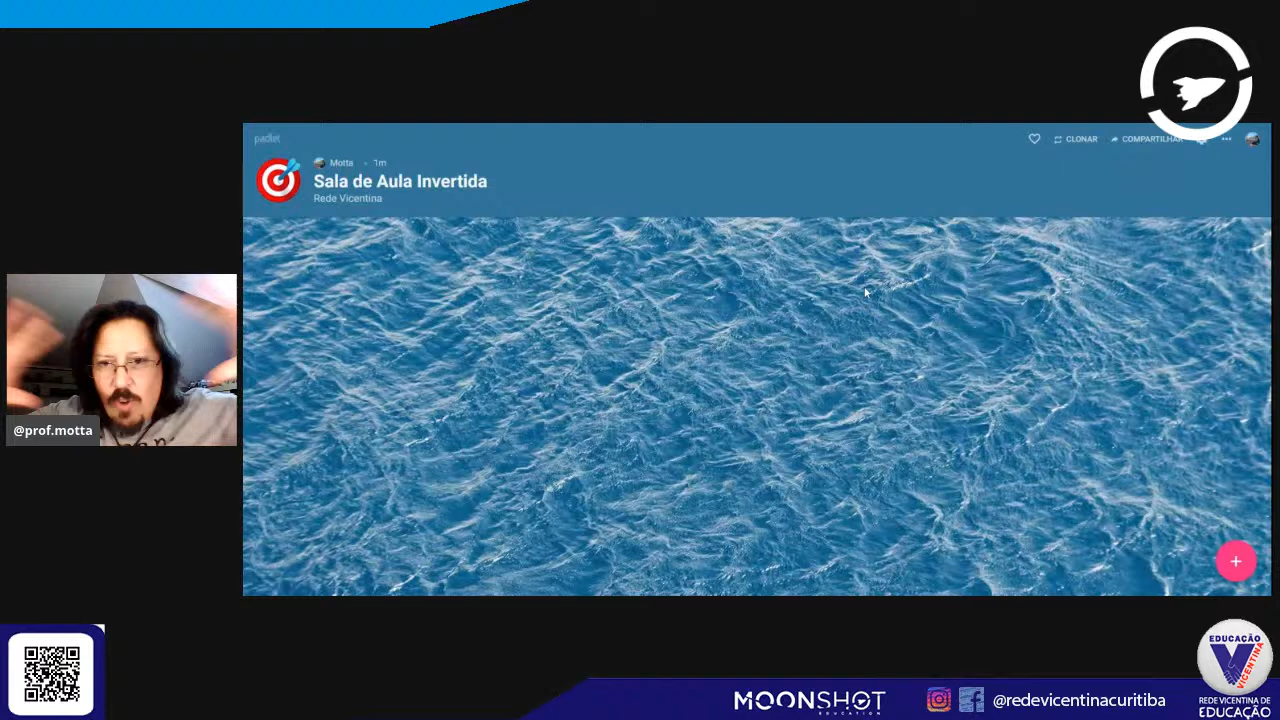 padlet
CLONAR
COMPARTILHAR
Motta
1m
Sala de Aula Invertida
Rede Vicentina
@prof.motta
+
MOONSHOT
EDUCATION
@redevicentinacuritiba
EDUCAÇÃO
V
VICENTINA
REDE VICENTINA DE
EDUCAÇÃO